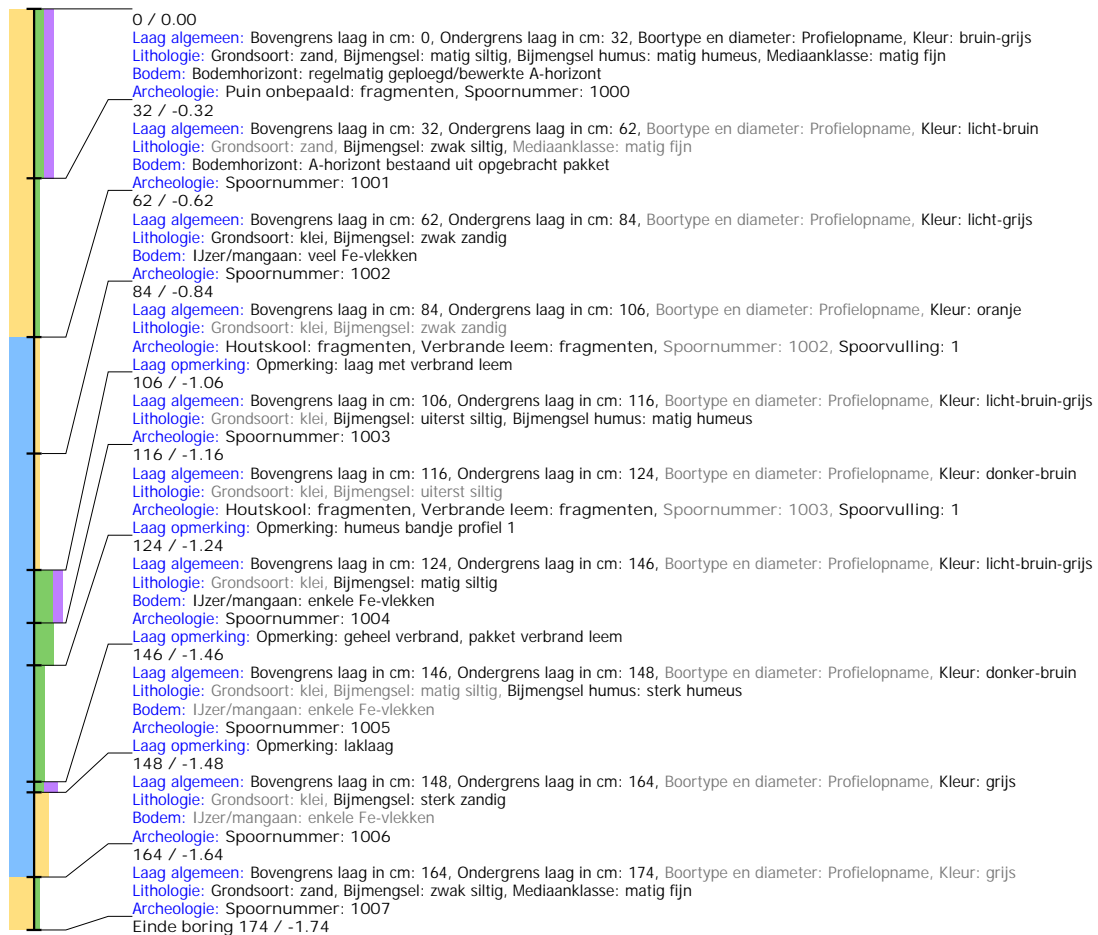 0 / 0.00
Laag algemeen: Bovengrens laag in cm: 0, Ondergrens laag in cm: 32, Boortype en diameter: Profielopname, Kleur: bruin-grijs
Lithologie: Grondsoort: zand, Bijmengsel: matig siltig, Bijmengsel humus: matig humeus, Mediaanklasse: matig fijn
Bodem: Bodemhorizont: regelmatig geploegd/bewerkte A-horizont
Archeologie: Puin onbepaald: fragmenten, Spoornummer: 1000
32 / -0.32
Laag algemeen: Bovengrens laag in cm: 32, Ondergrens laag in cm: 62, Boortype en diameter: Profielopname, Kleur: licht-bruin
Lithologie: Grondsoort: zand, Bijmengsel: zwak siltig, Mediaanklasse: matig fijn
Bodem: Bodemhorizont: A-horizont bestaand uit opgebracht pakket
Archeologie: Spoornummer: 1001
62 / -0.62
Laag algemeen: Bovengrens laag in cm: 62, Ondergrens laag in cm: 84, Boortype en diameter: Profielopname, Kleur: licht-grijs
Lithologie: Grondsoort: klei, Bijmengsel: zwak zandig
Bodem: IJzer/mangaan: veel Fe-vlekken
Archeologie: Spoornummer: 1002
84 / -0.84
Laag algemeen: Bovengrens laag in cm: 84, Ondergrens laag in cm: 106, Boortype en diameter: Profielopname, Kleur: oranje
Lithologie: Grondsoort: klei, Bijmengsel: zwak zandig
Archeologie: Houtskool: fragmenten, Verbrande leem: fragmenten, Spoornummer: 1002, Spoorvulling: 1
Laag opmerking: Opmerking: laag met verbrand leem
106 / -1.06
Laag algemeen: Bovengrens laag in cm: 106, Ondergrens laag in cm: 116, Boortype en diameter: Profielopname, Kleur: licht-bruin-grijs
Lithologie: Grondsoort: klei, Bijmengsel: uiterst siltig, Bijmengsel humus: matig humeus
Archeologie: Spoornummer: 1003
116 / -1.16
Laag algemeen: Bovengrens laag in cm: 116, Ondergrens laag in cm: 124, Boortype en diameter: Profielopname, Kleur: donker-bruin
Lithologie: Grondsoort: klei, Bijmengsel: uiterst siltig
Archeologie: Houtskool: fragmenten, Verbrande leem: fragmenten, Spoornummer: 1003, Spoorvulling: 1
Laag opmerking: Opmerking: humeus bandje profiel 1
124 / -1.24
Laag algemeen: Bovengrens laag in cm: 124, Ondergrens laag in cm: 146, Boortype en diameter: Profielopname, Kleur: licht-bruin-grijs
Lithologie: Grondsoort: klei, Bijmengsel: matig siltig
Bodem: IJzer/mangaan: enkele Fe-vlekken
Archeologie: Spoornummer: 1004
Laag opmerking: Opmerking: geheel verbrand, pakket verbrand leem
146 / -1.46
Laag algemeen: Bovengrens laag in cm: 146, Ondergrens laag in cm: 148, Boortype en diameter: Profielopname, Kleur: donker-bruin
Lithologie: Grondsoort: klei, Bijmengsel: matig siltig, Bijmengsel humus: sterk humeus
Bodem: IJzer/mangaan: enkele Fe-vlekken
Archeologie: Spoornummer: 1005
Laag opmerking: Opmerking: laklaag
148 / -1.48
Laag algemeen: Bovengrens laag in cm: 148, Ondergrens laag in cm: 164, Boortype en diameter: Profielopname, Kleur: grijs
Lithologie: Grondsoort: klei, Bijmengsel: sterk zandig
Bodem: IJzer/mangaan: enkele Fe-vlekken
Archeologie: Spoornummer: 1006
164 / -1.64
Laag algemeen: Bovengrens laag in cm: 164, Ondergrens laag in cm: 174, Boortype en diameter: Profielopname, Kleur: grijs
Lithologie: Grondsoort: zand, Bijmengsel: zwak siltig, Mediaanklasse: matig fijn
Archeologie: Spoornummer: 1007
Einde boring 174 / -1.74